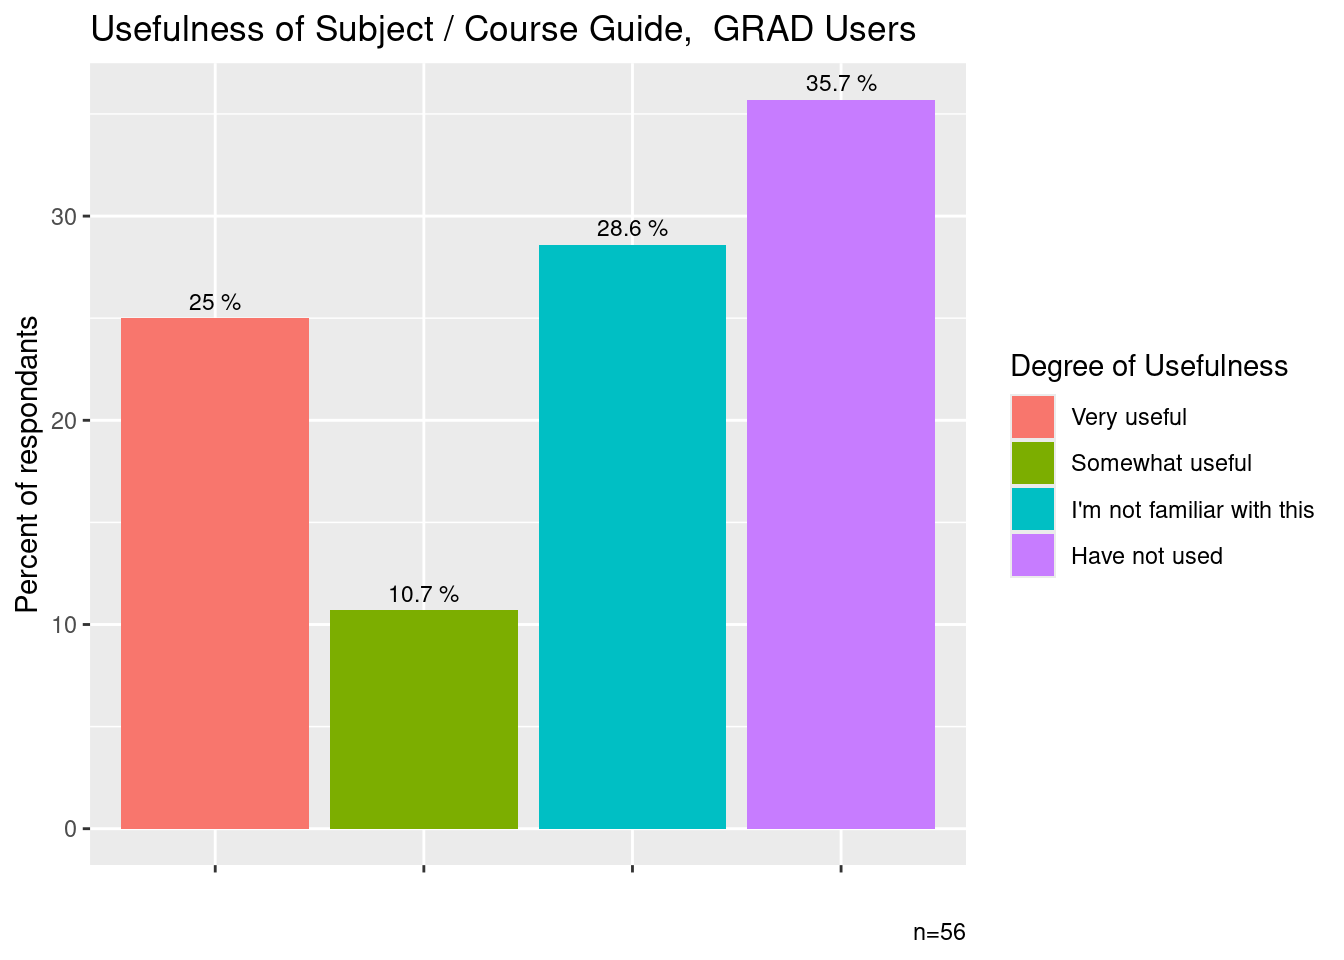 Usefulness of Subject / Course Guide,  GRAD Users
35.7 %
28.6 %
25 %
10.7 %
30
20
10
0
Percent of respondants
Degree of Usefulness
Very useful
Somewhat useful
I'm not familiar with this
Have not used
n=56